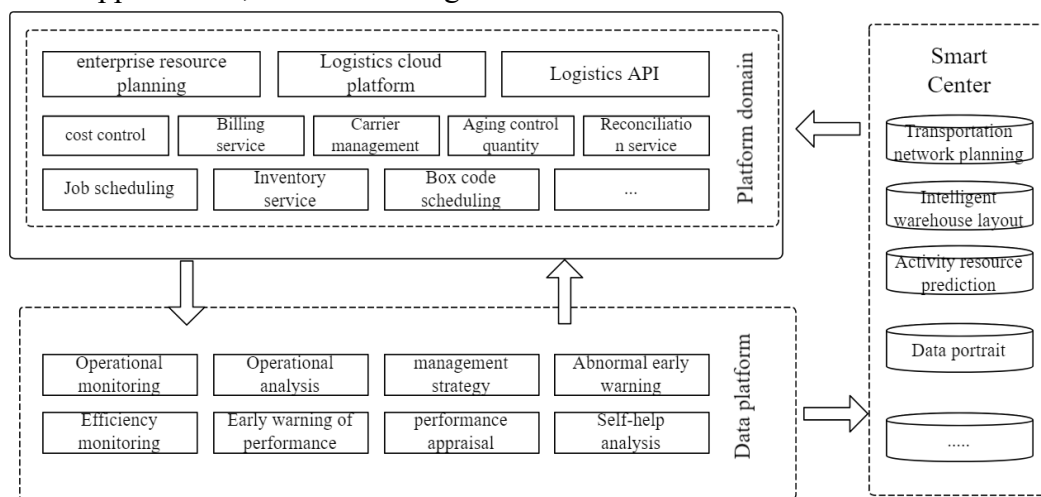 enterprise resource
planning
Logistics cloud
platform
Logistics API
cost control
Billing
service
Carrier
management
Aging control
quantity
Reconciliatio
n service
Job scheduling
Inventory
service
Box code
scheduling
...
Platform domain
Smart
Center
Transportation
network planning
Intelligent
warehouse layout
Activity resource
prediction
Data portrait
.....
Operational
monitoring
Operational
analysis
management
strategy
Abnormal early
warning
Efficiency
monitoring
Early warning of
performance
performance
appraisal
Self-help
analysis
Data platform